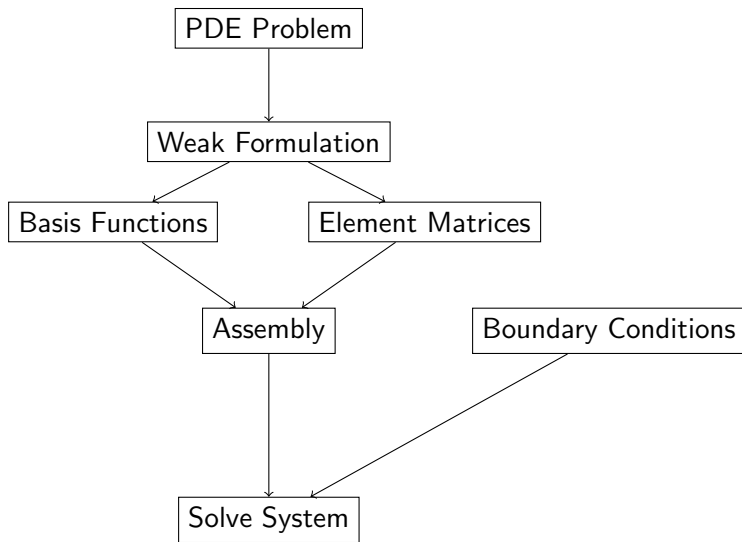 PDE Problem
Weak Formulation
Basis Functions
Element Matrices
Assembly
Boundary Conditions
Solve System